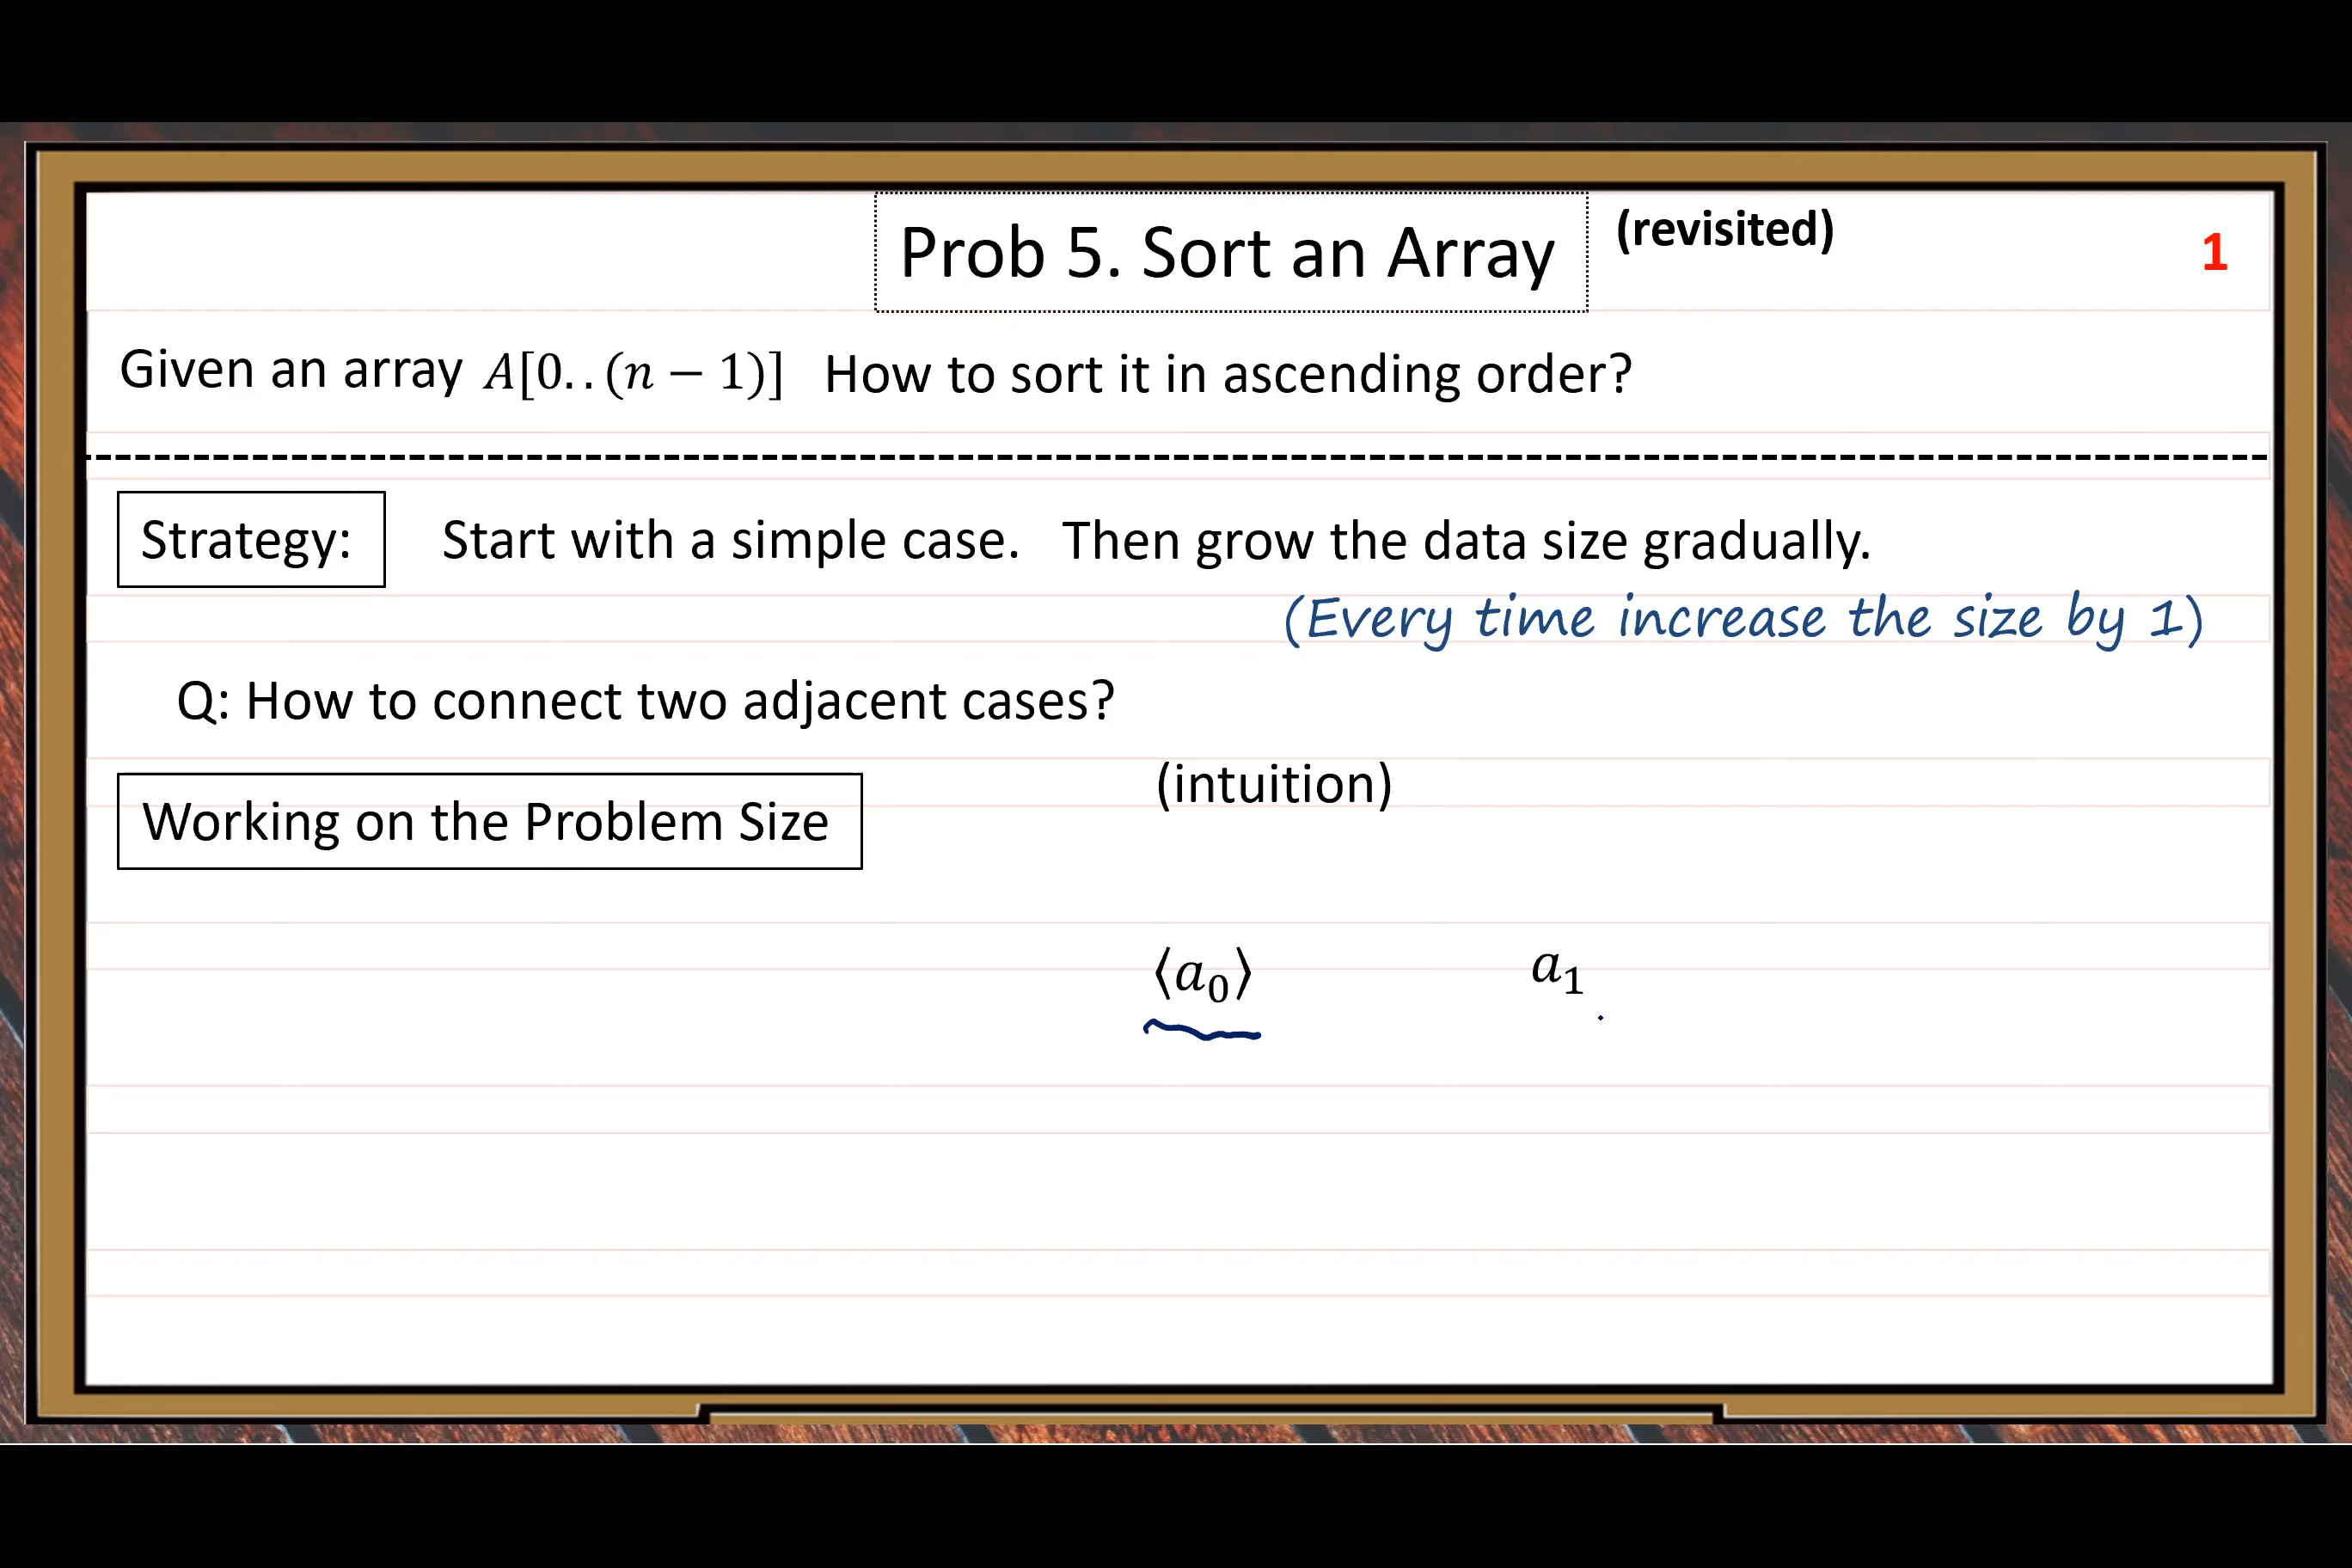 Prob 5. Sort an Array (revisited) 1
Given an array A[0..(n − 1)] How to sort it in ascending order?
Strategy: Start with a simple case. Then grow the data size gradually.
(Every time increase the size by 1)
Q: How to connect two adjacent cases?
(intuition)
Working on the Problem Size
⟨a₀⟩ a₁